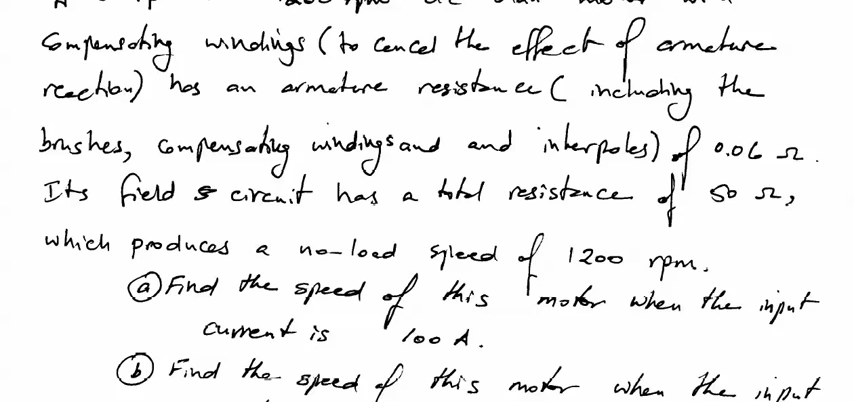 1200 rpm
Compensating windings (to cancel the effect of armature
reaction) has an armature resistance (including the
brushes, compensating windings and and interpoles) of 0.06 Ω.
Its field circuit has a total resistance of 50 Ω,
which produces a no-load speed of 1200 rpm.
(a) Find the speed of this motor when the input
current is 100 A.
(b) Find the speed of this motor when the input